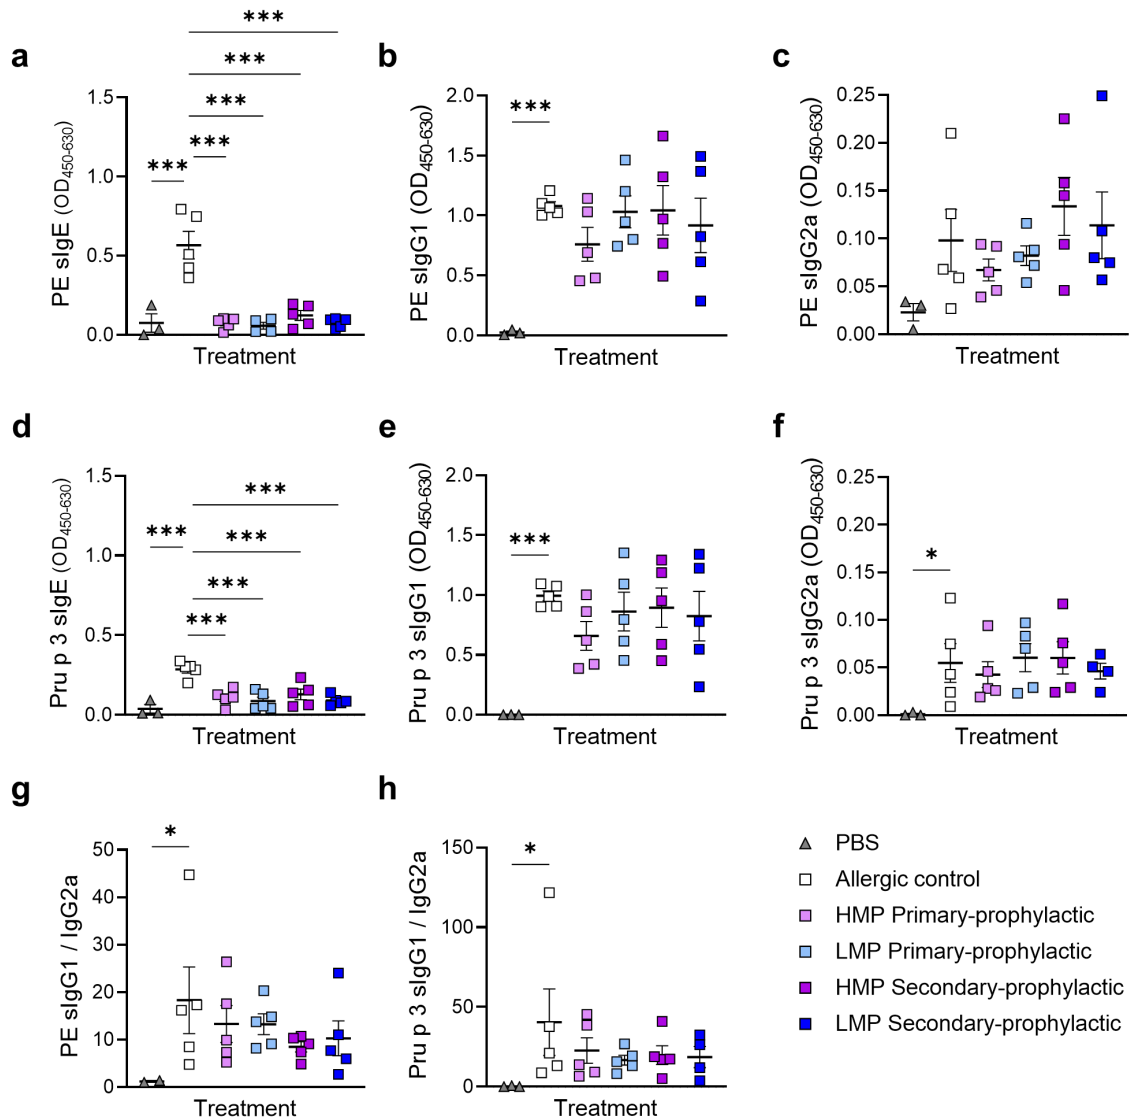 a
***
***
***
***
***
PE sIgE (OD450-630)
1.5
1.0
0.5
0.0
Treatment
b
***
PE sIgG1 (OD450-630)
2.0
1.5
1.0
0.5
0.0
Treatment
c
PE sIgG2a (OD450-630)
0.25
0.20
0.15
0.10
0.05
0.00
Treatment
d
***
***
***
***
***
Pru p 3 sIgE (OD450-630)
1.5
1.0
0.5
0.0
Treatment
e
***
Pru p 3 sIgG1 (OD450-630)
2.0
1.5
1.0
0.5
0.0
Treatment
f
*
Pru p 3 sIgG2a (OD450-630)
0.25
0.20
0.15
0.10
0.05
0.00
Treatment
g
*
PE sIgG1 / IgG2a
50
40
30
20
10
0
Treatment
h
*
Pru p 3 sIgG1 / IgG2a
150
100
50
0
Treatment
PBS
Allergic control
HMP Primary-prophylactic
LMP Primary-prophylactic
HMP Secondary-prophylactic
LMP Secondary-prophylactic